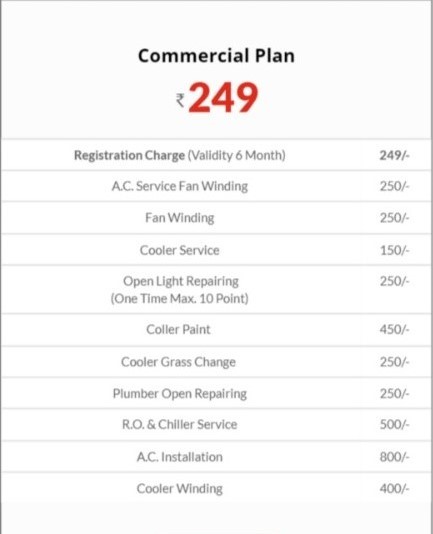 Commercial Plan
₹249
Registration Charge (Validity 6 Month) 249/-
A.C. Service Fan Winding 250/-
Fan Winding 250/-
Cooler Service 150/-
Open Light Repairing 250/-
(One Time Max. 10 Point)
Coller Paint 450/-
Cooler Grass Change 250/-
Plumber Open Repairing 250/-
R.O. & Chiller Service 500/-
A.C. Installation 800/-
Cooler Winding 400/-